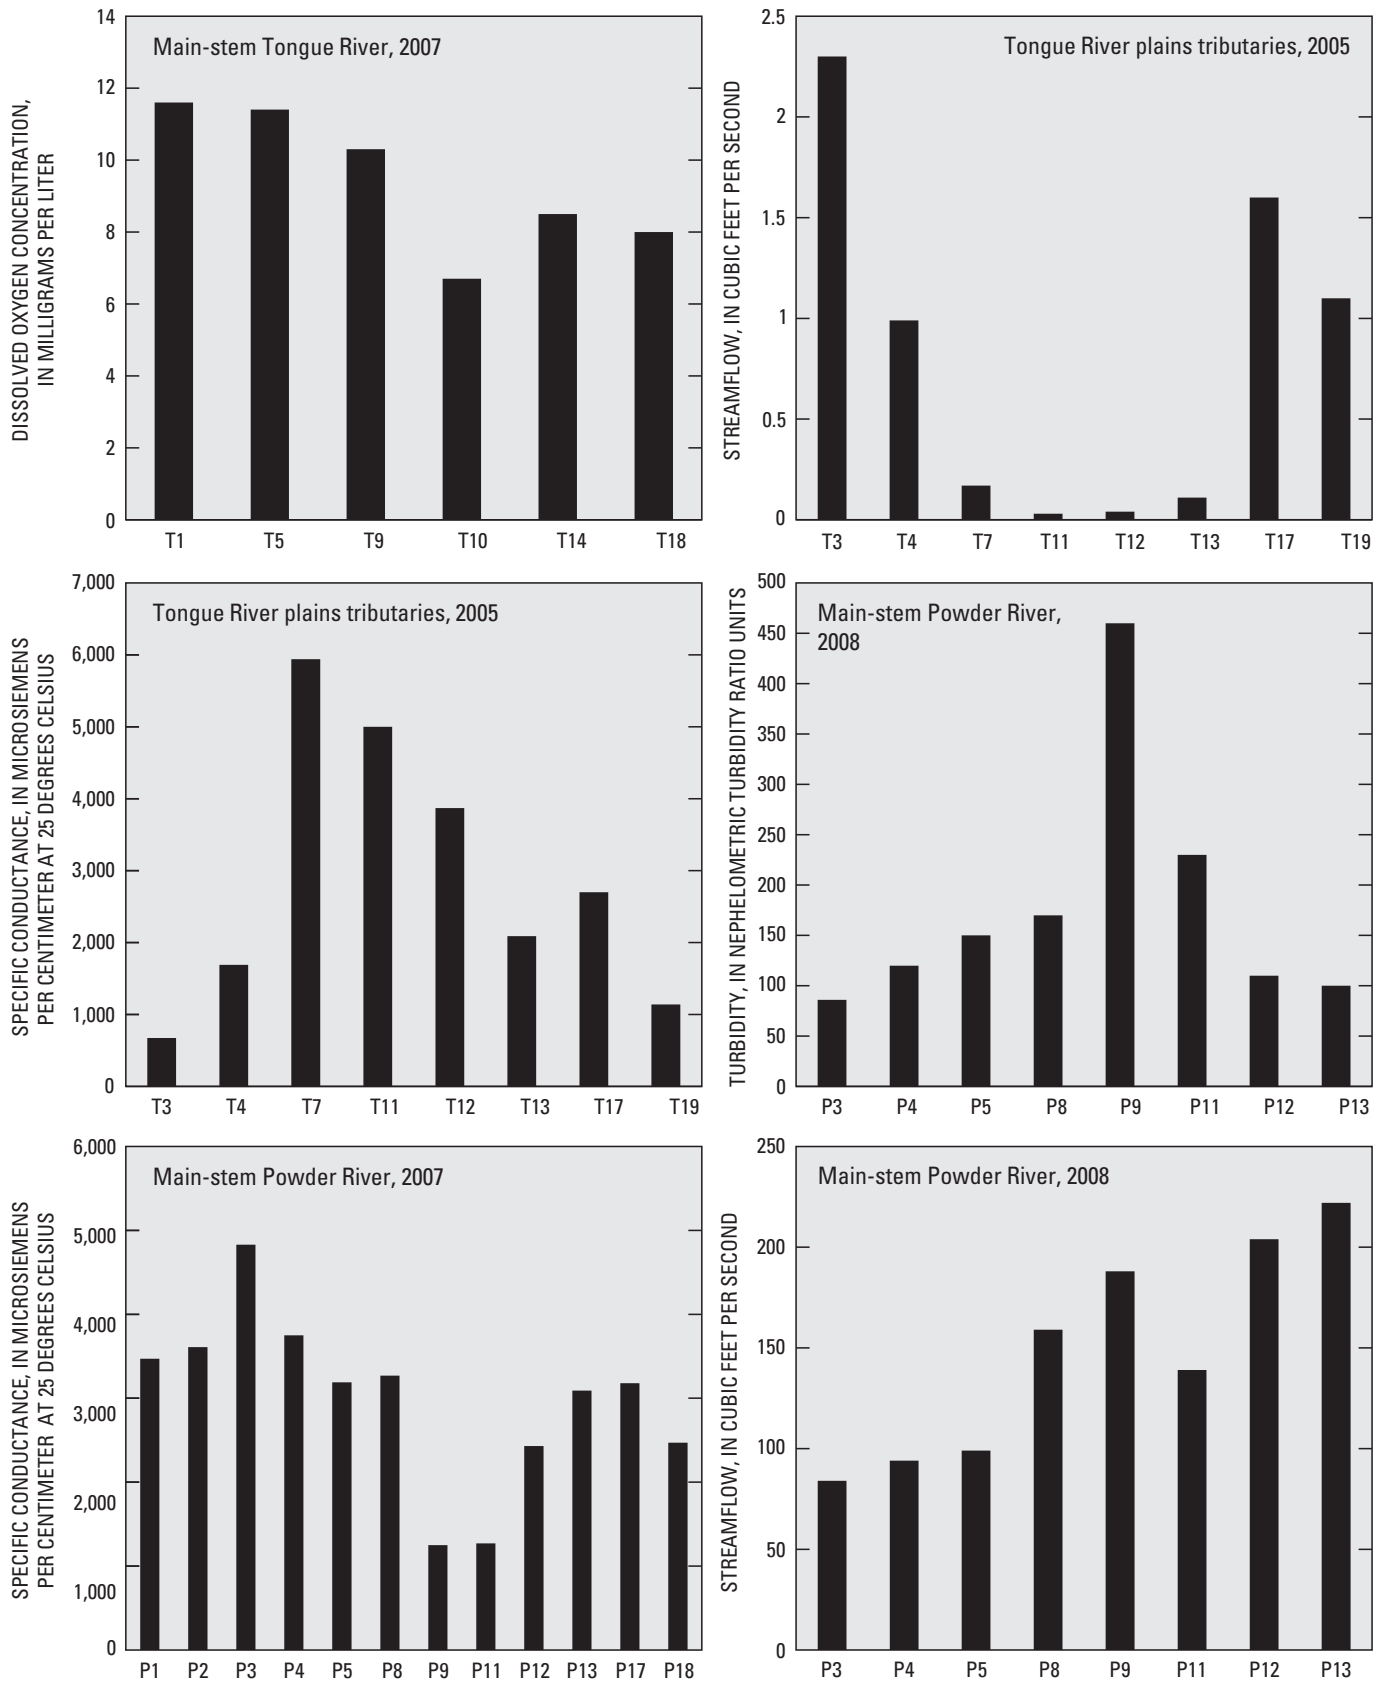 DISSOLVED OXYGEN CONCENTRATION,
IN MILLIGRAMS PER LITER
14
12
10
8
6
4
2
0
Main-stem Tongue River, 2007
T1 T5 T9 T10 T14 T18
STREAMFLOW, IN CUBIC FEET PER SECOND
2.5
2
1.5
1
0.5
0
Tongue River plains tributaries, 2005
T3 T4 T7 T11 T12 T13 T17 T19
SPECIFIC CONDUCTANCE, IN MICROSIEMENS
PER CENTIMETER AT 25 DEGREES CELSIUS
7,000
6,000
5,000
4,000
3,000
2,000
1,000
0
Tongue River plains tributaries, 2005
T3 T4 T7 T11 T12 T13 T17 T19
TURBIDITY, IN NEPHELOMETRIC TURBIDITY RATIO UNITS
500
450
400
350
300
250
200
150
100
50
0
Main-stem Powder River,
2008
P3 P4 P5 P8 P9 P11 P12 P13
SPECIFIC CONDUCTANCE, IN MICROSIEMENS
PER CENTIMETER AT 25 DEGREES CELSIUS
6,000
5,000
4,000
3,000
2,000
1,000
0
Main-stem Powder River, 2007
P1 P2 P3 P4 P5 P8 P9 P11 P12 P13 P17 P18
STREAMFLOW, IN CUBIC FEET PER SECOND
250
200
150
100
50
0
Main-stem Powder River, 2008
P3 P4 P5 P8 P9 P11 P12 P13